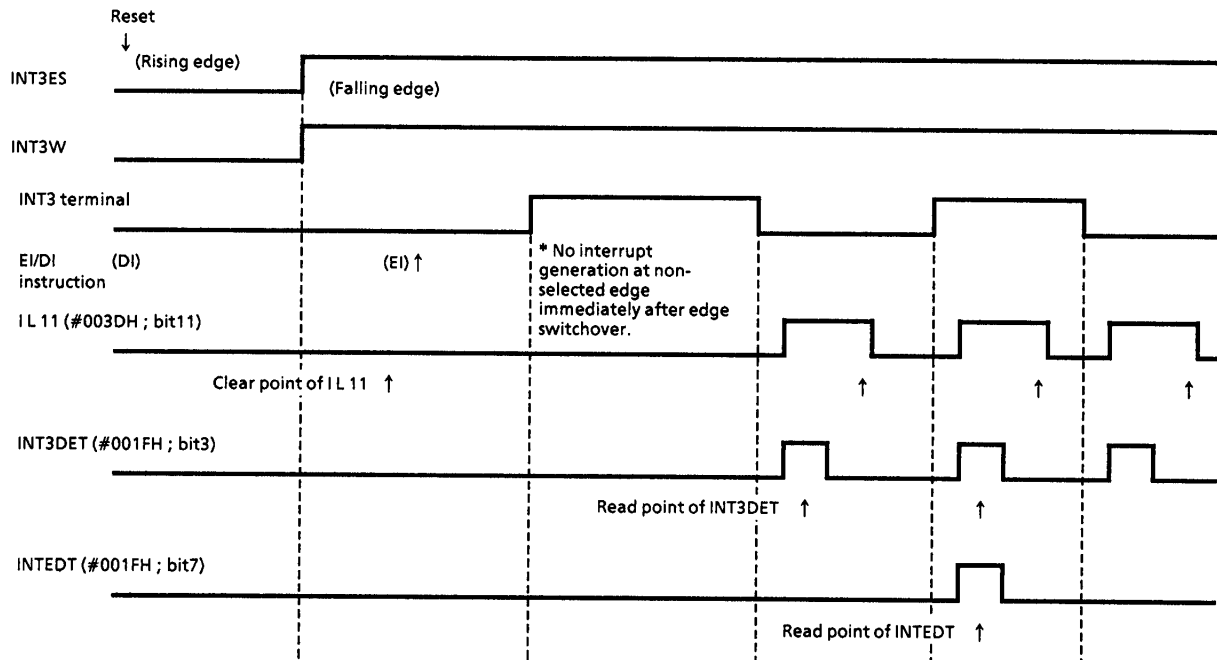 Reset
↓
(Rising edge)
INT3ES
(Falling edge)
INT3W
INT3 terminal
EI/DI
instruction
(DI)
(EI) ↑
* No interrupt
generation at non-
selected edge
immediately after edge
switchover.
I L 11 (#003DH ; bit11)
Clear point of I L 11 ↑ ↑ ↑ ↑
INT3DET (#001FH ; bit3)
Read point of INT3DET ↑ ↑
INTEDT (#001FH ; bit7)
Read point of INTEDT ↑